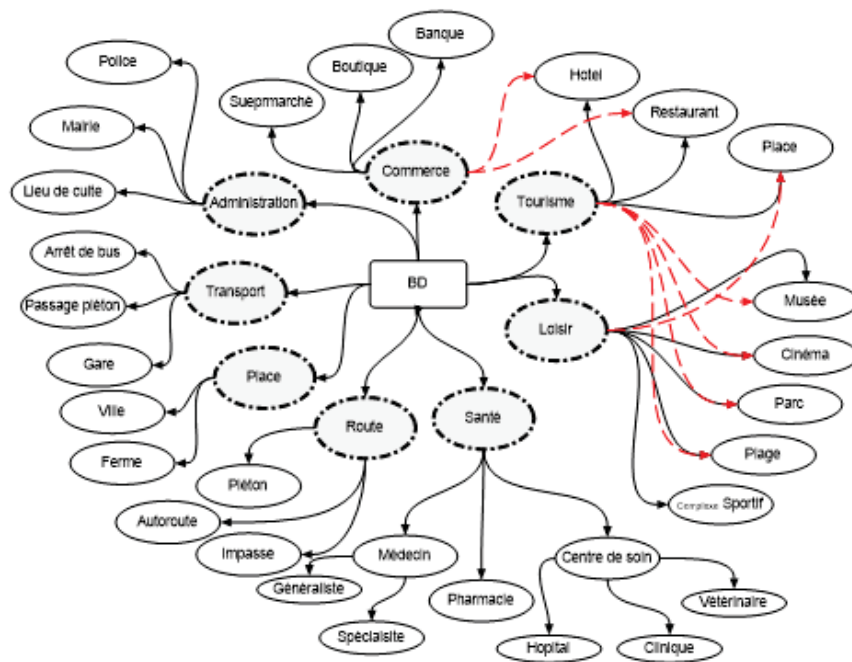 Banque
Police
Boutique
Hotel
Sueprmarché
Restaurant
Mairie
Place
Commerce
Lieu de culte
Administration
Tourisme
Arrêt de bus
BD
Transport
Musée
Passage piéton
Loisir
Cinéma
Gare
Place
Parc
Ville
Santé
Route
Plage
Ferme
Piéton
Complexe Sportif
Autoroute
Impasse
Médecin
Centre de soin
Généraliste
Pharmacie
Vétérinaire
Spécialsite
Hopital
Clinique